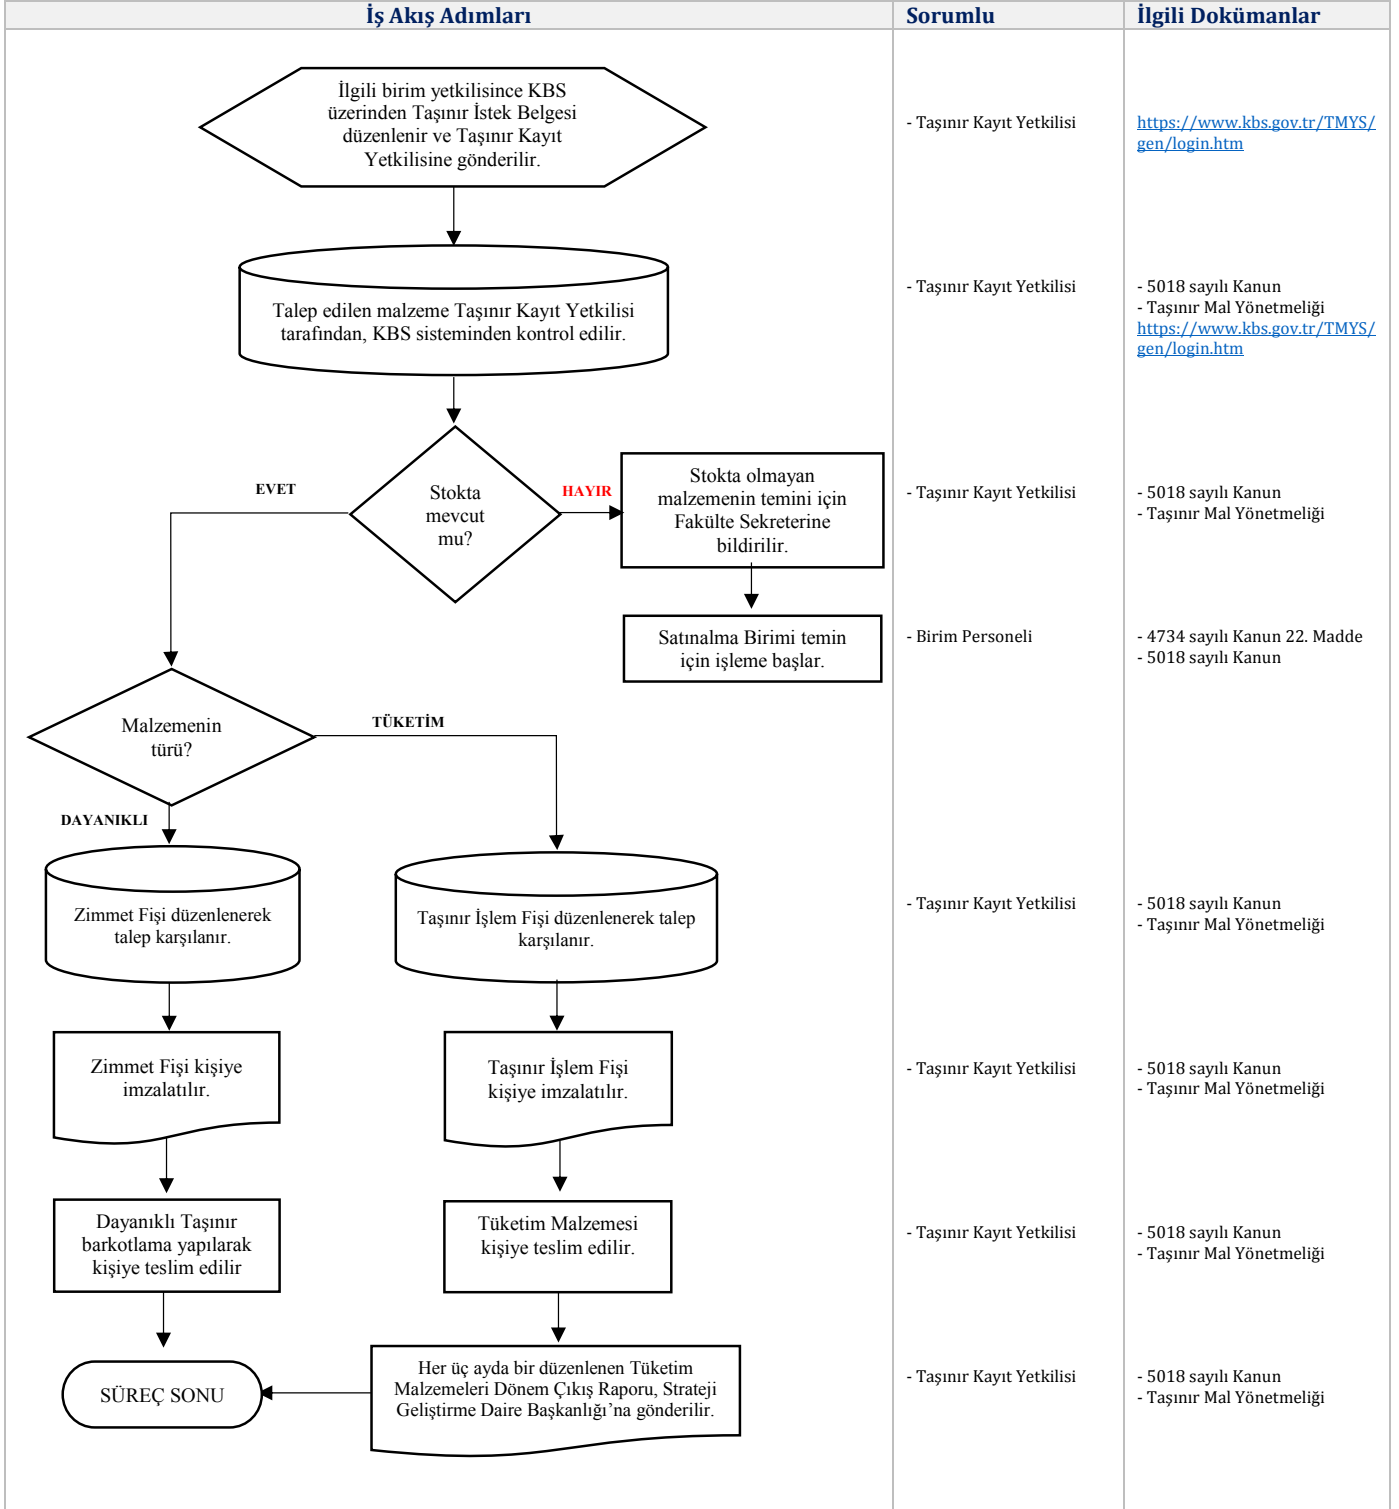 İş Akış Adımları
Sorumlu
İlgili Dokümanlar
İlgili birim yetkilisince KBS
üzerinden Taşınır İstek Belgesi
düzenlenir ve Taşınır Kayıt
Yetkilisine gönderilir.
- Taşınır Kayıt Yetkilisi
https://www.kbs.gov.tr/TMYS/
gen/login.htm
Talep edilen malzeme Taşınır Kayıt Yetkilisi
tarafından, KBS sisteminden kontrol edilir.
- Taşınır Kayıt Yetkilisi
- 5018 sayılı Kanun
- Taşınır Mal Yönetmeliği
https://www.kbs.gov.tr/TMYS/
gen/login.htm
EVET
Stokta
mevcut
mu?
HAYIR
Stokta olmayan
malzemenin temini için
Fakülte Sekreterine
bildirilir.
- Taşınır Kayıt Yetkilisi
- 5018 sayılı Kanun
- Taşınır Mal Yönetmeliği
Satınalma Birimi temin
için işleme başlar.
- Birim Personeli
- 4734 sayılı Kanun 22. Madde
- 5018 sayılı Kanun
Malzemenin
türü?
TÜKETİM
DAYANIKLI
Zimmet Fişi düzenlenerek
talep karşılanır.
Taşınır İşlem Fişi düzenlenerek talep
karşılanır.
- Taşınır Kayıt Yetkilisi
- 5018 sayılı Kanun
- Taşınır Mal Yönetmeliği
Zimmet Fişi kişiye
imzalatılır.
Taşınır İşlem Fişi
kişiye imzalatılır.
- Taşınır Kayıt Yetkilisi
- 5018 sayılı Kanun
- Taşınır Mal Yönetmeliği
Dayanıklı Taşınır
barkotlama yapılarak
kişiye teslim edilir
Tüketim Malzemesi
kişiye teslim edilir.
- Taşınır Kayıt Yetkilisi
- 5018 sayılı Kanun
- Taşınır Mal Yönetmeliği
SÜREÇ SONU
Her üç ayda bir düzenlenen Tüketim
Malzemeleri Dönem Çıkış Raporu, Strateji
Geliştirme Daire Başkanlığı’na gönderilir.
- Taşınır Kayıt Yetkilisi
- 5018 sayılı Kanun
- Taşınır Mal Yönetmeliği